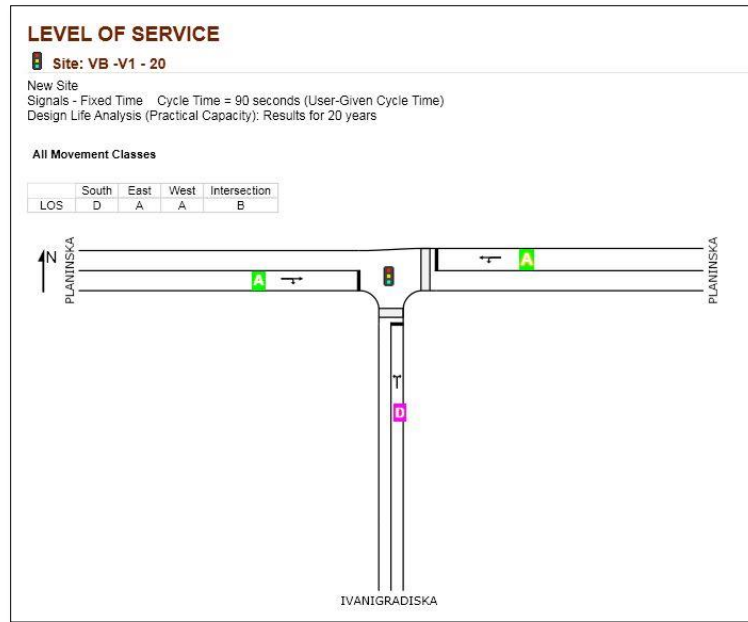 LEVEL OF SERVICE
Site: VB -V1 - 20
New Site
Signals - Fixed Time    Cycle Time = 90 seconds (User-Given Cycle Time)
Design Life Analysis (Practical Capacity): Results for 20 years
All Movement Classes
South East West Intersection
LOS D A A B
N
PLANINSKA
A
A
PLANINSKA
D
IVANIGRADISKA